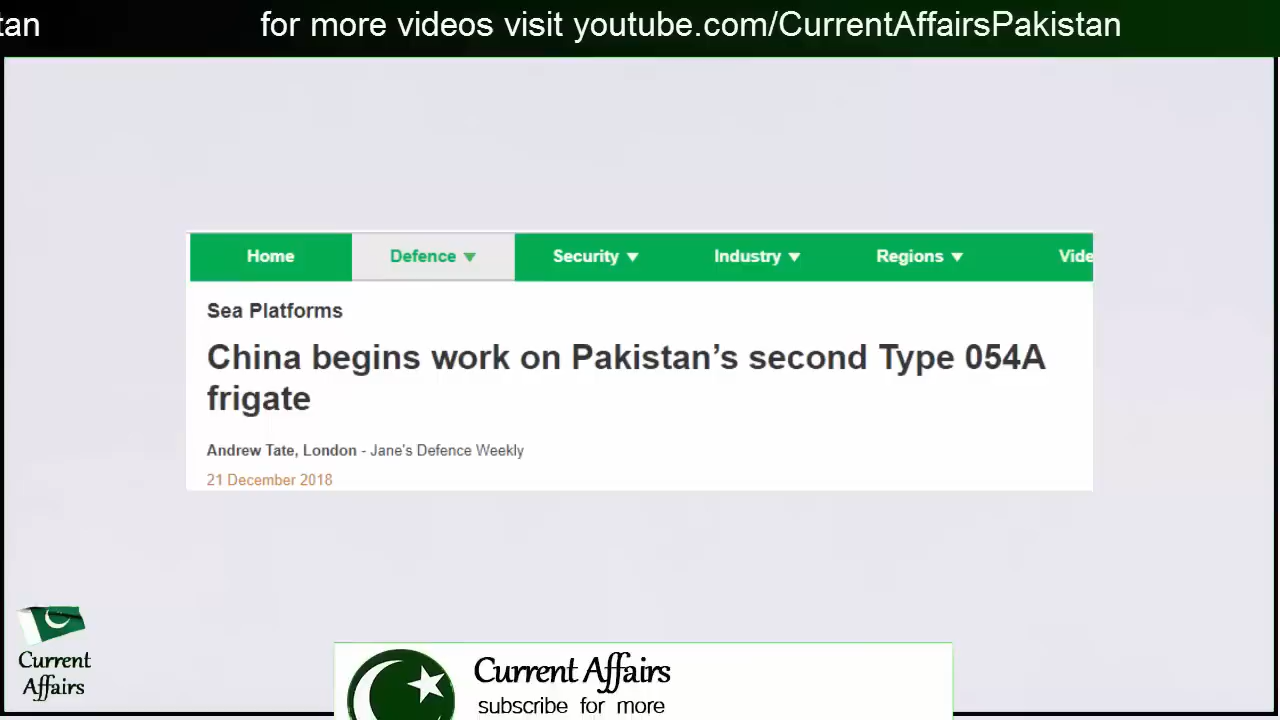 tan for more videos visit youtube.com/CurrentAffairsPakistan
Home Defence Security Industry Regions Vide
Sea Platforms
China begins work on Pakistan’s second Type 054A
frigate
Andrew Tate, London - Jane's Defence Weekly
21 December 2018
Current
Affairs
Current Affairs
subscribe for more